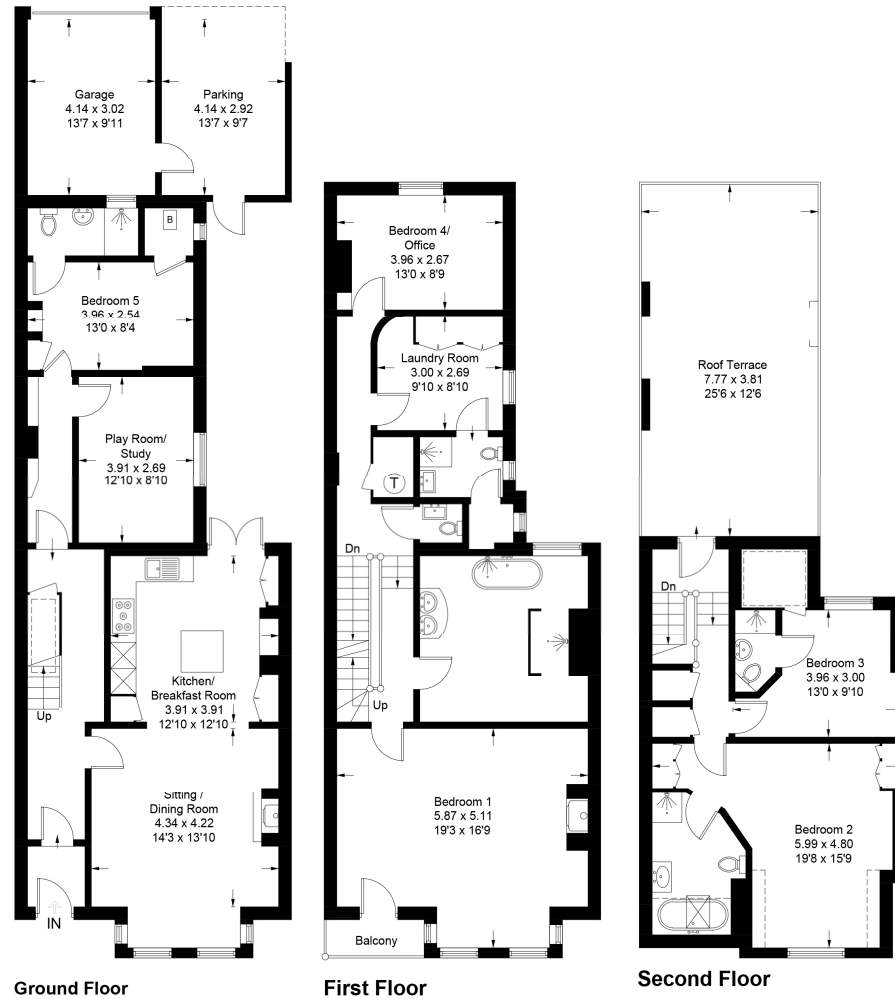 Garage
4.14 x 3.02
13'7 x 9'11
Parking
4.14 x 2.92
13'7 x 9'7
B
Bedroom 5
3.96 x 2.54
13'0 x 8'4
Play Room/
Study
3.91 x 2.69
12'10 x 8'10
Kitchen/
Breakfast Room
3.91 x 3.91
12'10 x 12'10
Up
Sitting /
Dining Room
4.34 x 4.22
14'3 x 13'10
IN
Ground Floor
Bedroom 4/
Office
3.96 x 2.67
13'0 x 8'9
Laundry Room
3.00 x 2.69
9'10 x 8'10
T
Dn
Up
Bedroom 1
5.87 x 5.11
19'3 x 16'9
Balcony
First Floor
Roof Terrace
7.77 x 3.81
25'6 x 12'6
Dn
Bedroom 3
3.96 x 3.00
13'0 x 9'10
Bedroom 2
5.99 x 4.80
19'8 x 15'9
Second Floor